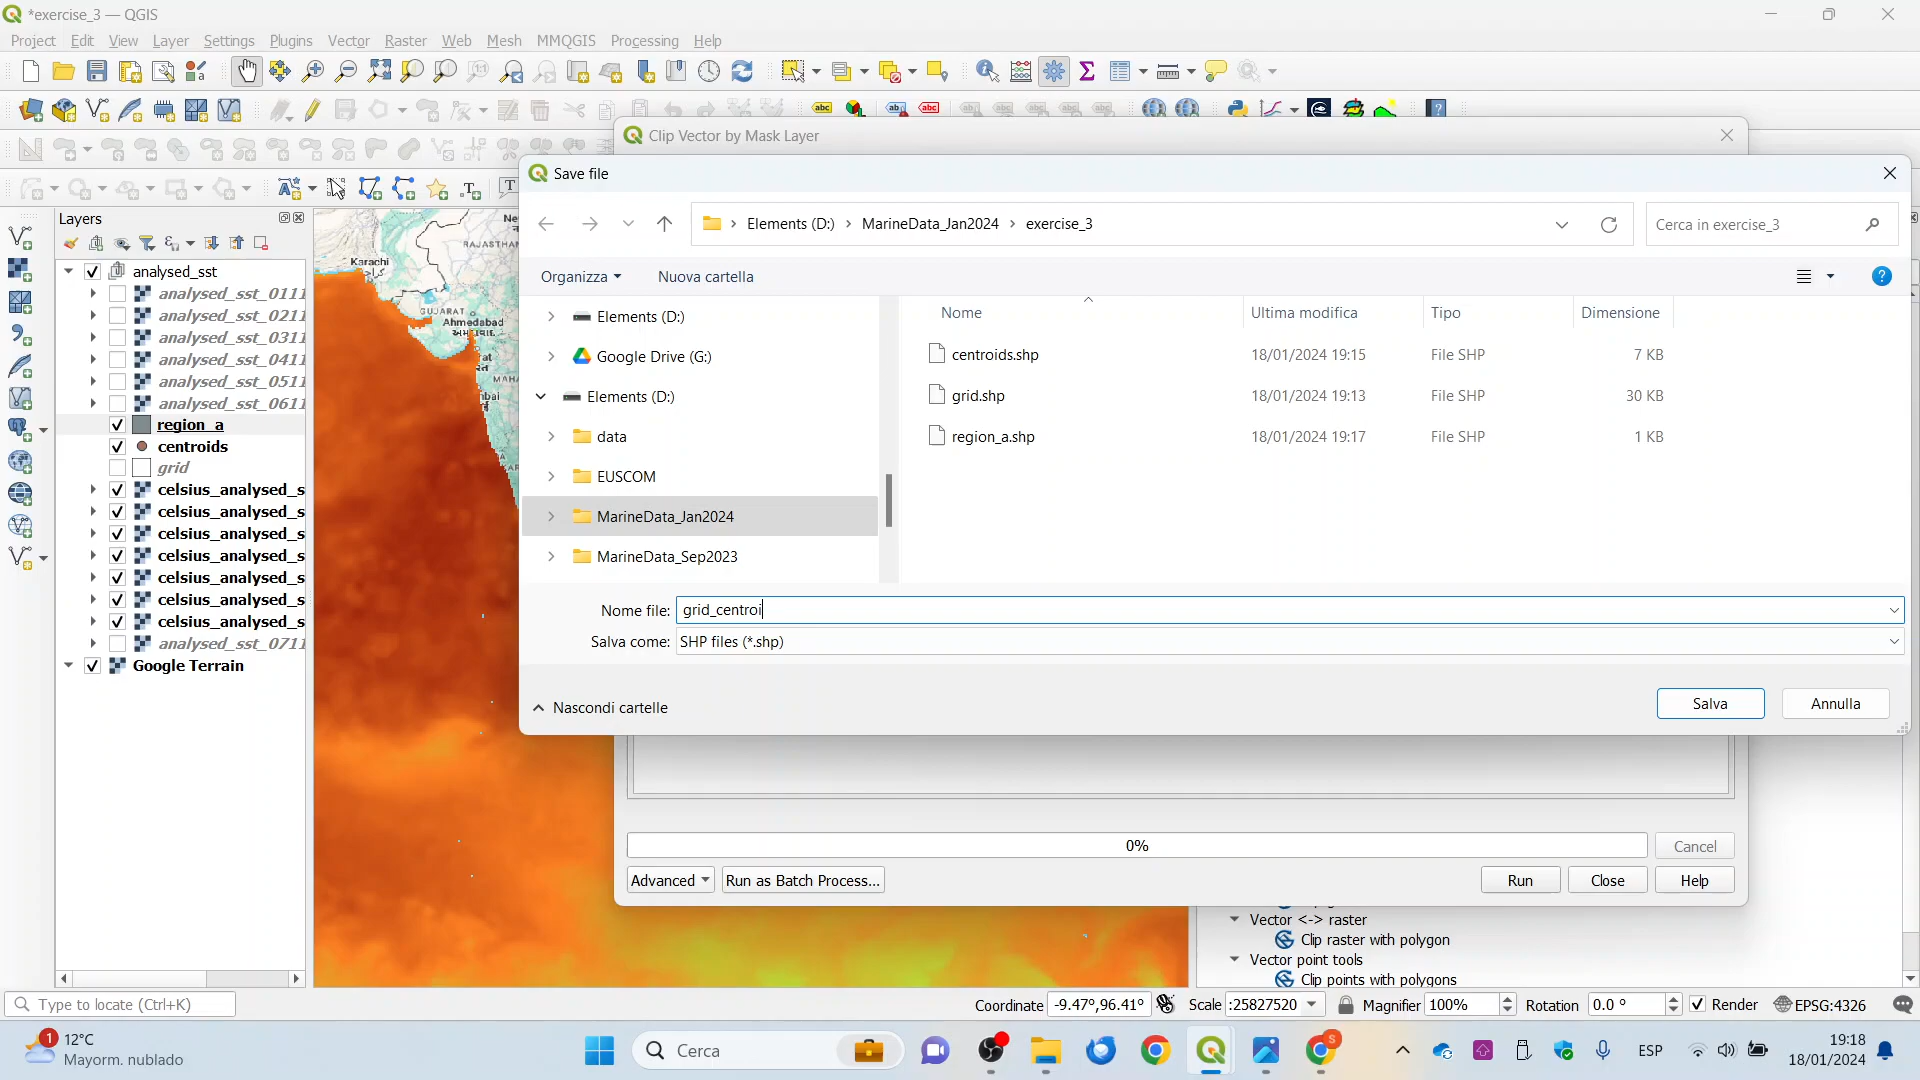 *exercise_3 — QGIS
Project Edit View Layer Settings Plugins Vector Raster Web Mesh MMQGIS Processing Help
Clip Vector by Mask Layer
Save file
Layers
Elements (D:) > MarineData_Jan2024 > exercise_3
Cerca in exercise_3
Organizza
Nuova cartella
Nome
Ultima modifica
Tipo
Dimensione
Elements (D:)
Google Drive (G:)
Elements (D:)
data
EUSCOM
MarineData_Jan2024
MarineData_Sep2023
centroids.shp 18/01/2024 19:15 File SHP 7 KB
grid.shp 18/01/2024 19:13 File SHP 30 KB
region_a.shp 18/01/2024 19:17 File SHP 1 KB
Nome file: grid_centroi
Salva come: SHP files (*.shp)
Nascondi cartelle
Salva
Annulla
analysed_sst
analysed_sst_0111
analysed_sst_0211
analysed_sst_0311
analysed_sst_0411
analysed_sst_0511
analysed_sst_0611
region_a
centroids
grid
celsius_analysed_s
celsius_analysed_s
celsius_analysed_s
celsius_analysed_s
celsius_analysed_s
celsius_analysed_s
celsius_analysed_s
analysed_sst_0711
Google Terrain
Karachi
RAJASTHAN
GUJARAT
Ahmedabad
0%
Cancel
Advanced
Run as Batch Process...
Run
Close
Help
Vector <-> raster
Clip raster with polygon
Vector point tools
Clip points with polygons
Type to locate (Ctrl+K)
Coordinate -9.47°,96.41°
Scale :25827520
Magnifier 100%
Rotation 0.0 °
Render
EPSG:4326
1
12°C
Mayorm. nublado
Cerca
ESP
19:18
18/01/2024